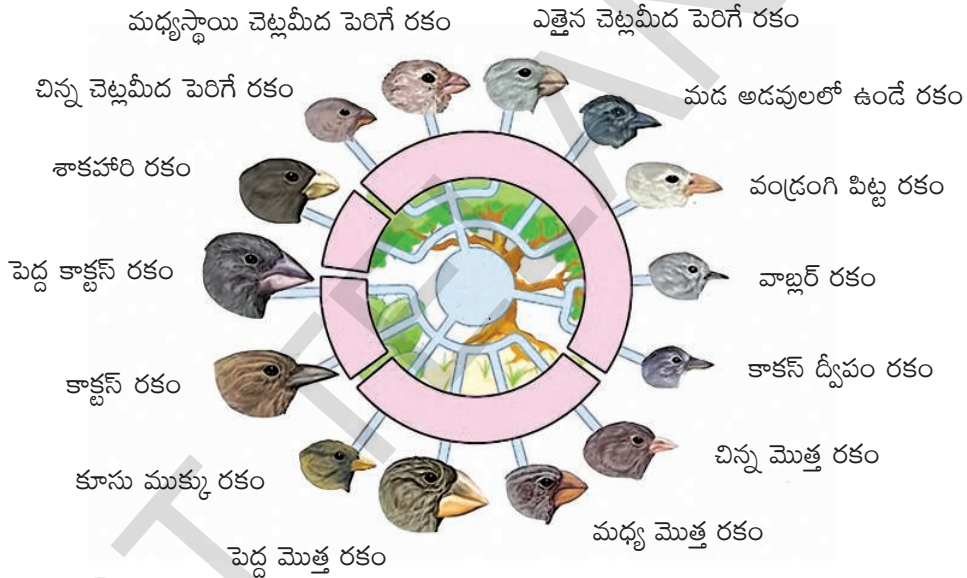 మధ్యస్థాయి చెట్లమీద పెరిగే రకం
ఎత్తైన చెట్లమీద పెరిగే రకం
చిన్న చెట్లమీద పెరిగే రకం
మడ అడవులలో ఉండే రకం
శాకహారి రకం
వండ్రంగి పిట్ట రకం
పెద్ద కాక్టస్ రకం
వాబ్లర్ రకం
కాక్టస్ రకం
కాకస్ ద్వీపం రకం
చిన్న మొత్త రకం
కూసు ముక్కు రకం
మధ్య మొత్త రకం
పెద్ద మొత్త రకం